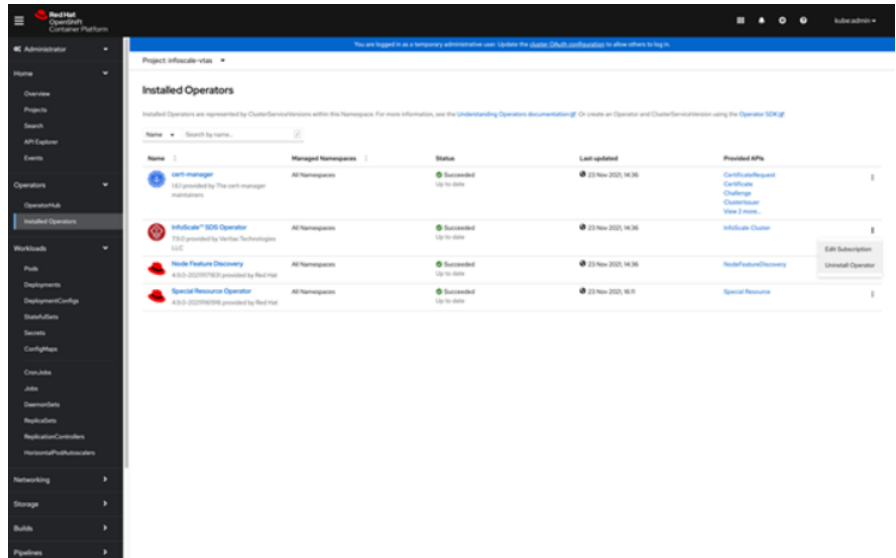 Red Hat
OpenShift
Container Platform
kube:admin
Administrator
You are logged in as a temporary administrative user. Update the cluster OAuth configuration to allow others to log in.
Project: infoscale-vtas
Home
Overview
Projects
Search
API Explorer
Events
Operators
OperatorHub
Installed Operators
Workloads
Pods
Deployments
DeploymentConfigs
StatefulSets
Secrets
ConfigMaps
CronJobs
Jobs
DaemonSets
ReplicaSets
ReplicationControllers
HorizontalPodAutoscalers
Networking
Storage
Builds
Pipelines
Installed Operators
Installed Operators are represented by ClusterServiceVersions within this Namespace. For more information, see the Understanding Operators documentation. Or create an Operator and ClusterServiceVersion using the Operator SDK.
Name Search by name... /
Name Managed Namespaces Status Last updated Provided APIs
cert-manager All Namespaces Succeeded 23 Nov 2021, 14:36 CertificateRequest
1.6.1 provided by The cert-manager Up to date Certificate
maintainers Challenge
ClusterIssuer
View 2 more...
InfoScale™ SDS Operator All Namespaces Succeeded 23 Nov 2021, 14:36 InfoScale Cluster
7.9.0 provided by Veritas Technologies Up to date
LLC
Edit Subscription
Uninstall Operator
Node Feature Discovery All Namespaces Succeeded 23 Nov 2021, 14:36 NodeFeatureDiscovery
provided by Red Hat Up to date
Special Resource Operator All Namespaces Succeeded 23 Nov 2021, 16:11 Special Resource
provided by Red Hat Up to date